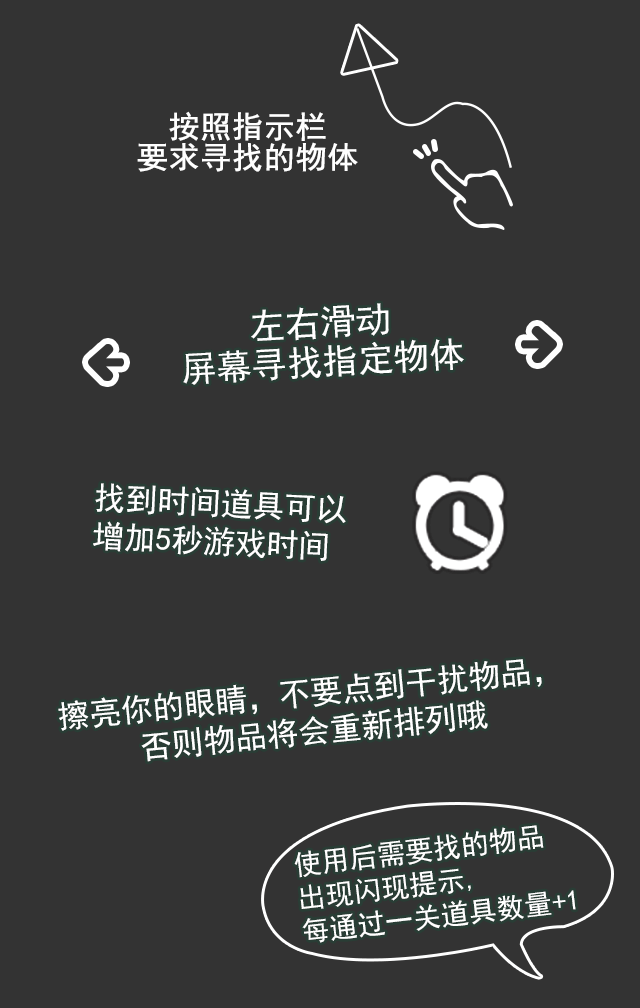 按照指示栏
要求寻找的物体
左右滑动
屏幕寻找指定物体
找到时间道具可以
增加5秒游戏时间
擦亮你的眼睛，不要点到干扰物品，
否则物品将会重新排列哦
使用后需要找的物品
出现闪现提示,
每通过一关道具数量+1